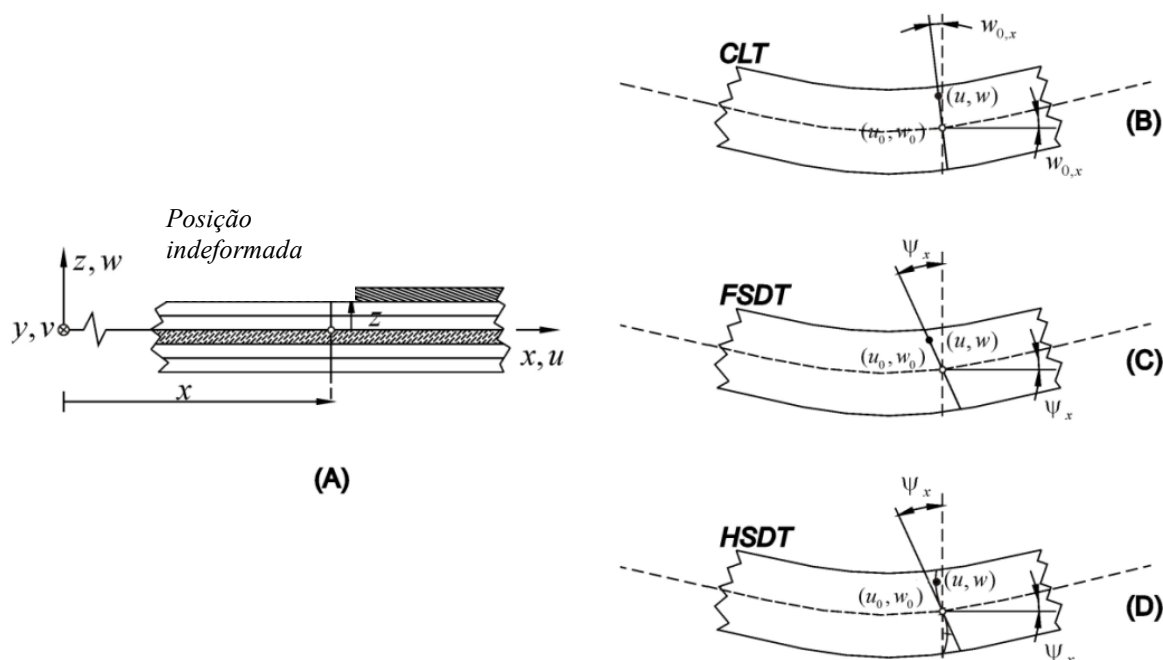 Posição
indeformada
z, w
y, v
z
x, u
x
(A)
w₀,ₓ
CLT
(u, w)
(u₀, w₀)
(B)
w₀,ₓ
Ψₓ
FSDT
(u, w)
(u₀, w₀)
(C)
Ψₓ
Ψₓ
HSDT
(u, w)
(u₀, w₀)
(D)
Ψₓ